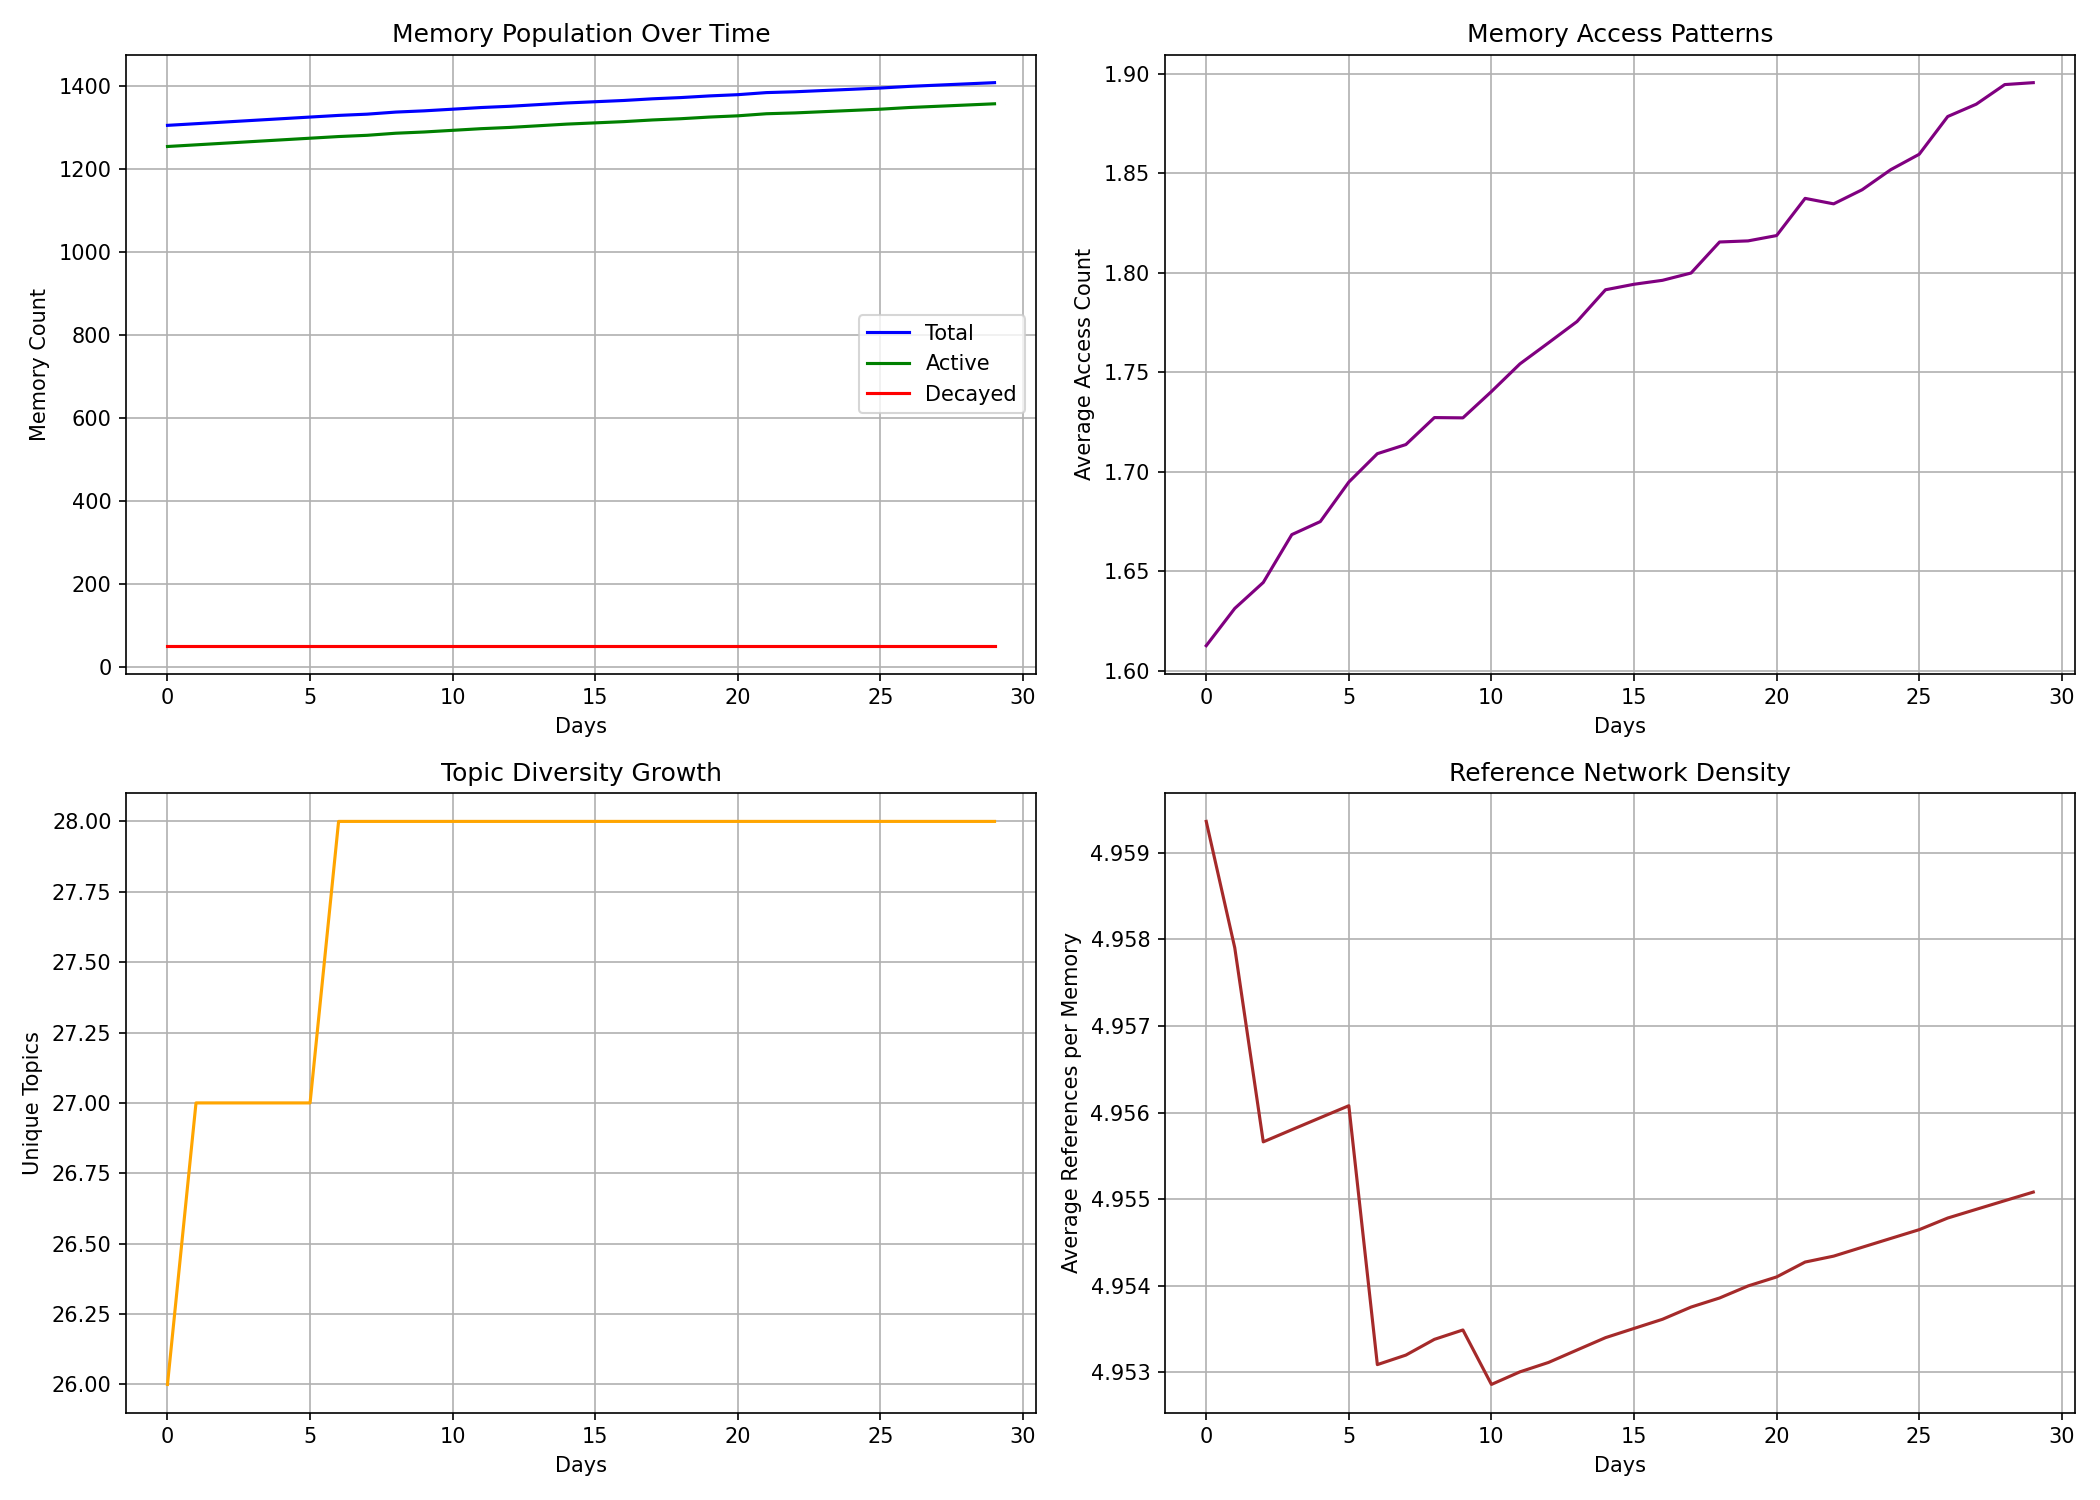 Memory Population Over Time
Memory Count
1400
1200
1000
800
600
400
200
0
Total
Active
Decayed
0 5 10 15 20 25 30
Days
Memory Access Patterns
Average Access Count
1.90
1.85
1.80
1.75
1.70
1.65
1.60
0 5 10 15 20 25 30
Days
Topic Diversity Growth
Unique Topics
28.00
27.75
27.50
27.25
27.00
26.75
26.50
26.25
26.00
0 5 10 15 20 25 30
Days
Reference Network Density
Average References per Memory
4.959
4.958
4.957
4.956
4.955
4.954
4.953
0 5 10 15 20 25 30
Days